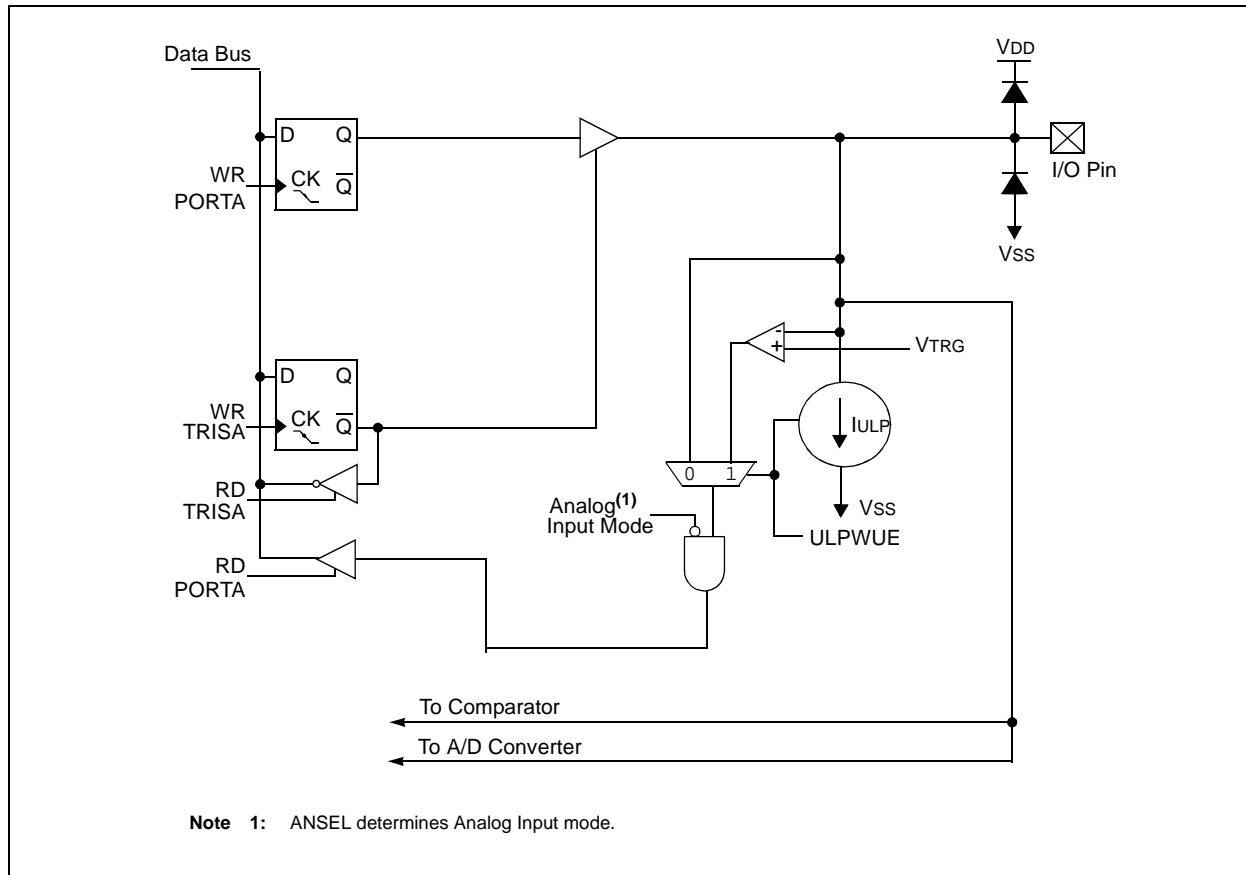 Data Bus
VDD
D Q
WR
PORTA
CK Q
I/O Pin
VSS
-
+
VTRG
D Q
WR
TRISA
CK Q
IULP
0 1
RD
TRISA
Analog(1)
Input Mode
VSS
ULPWUE
RD
PORTA
To Comparator
To A/D Converter
Note 1: ANSEL determines Analog Input mode.